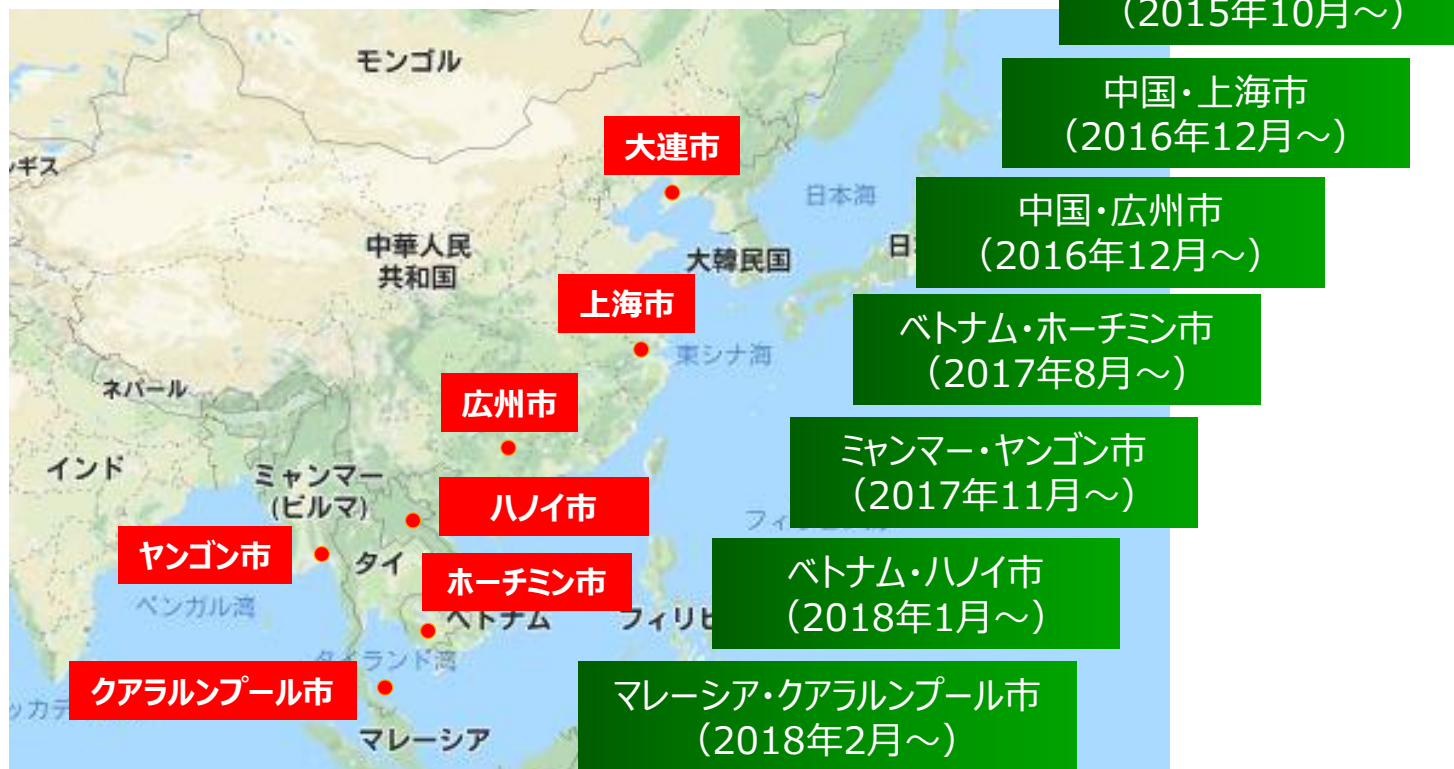 （2015年10月～）
モンゴル
中国・上海市
（2016年12月～）
大連市
ギス
日本海
中国・広州市
（2016年12月～）
中華人民
共和国
大韓民国
日
上海市
ベトナム・ホーチミン市
（2017年8月～）
東シナ海
ネパール
広州市
ミャンマー・ヤンゴン市
（2017年11月～）
インド
ミャンマー
(ビルマ)
ハノイ市
ヤンゴン市
タイ
ホーチミン市
ベトナム・ハノイ市
（2018年1月～）
ベンガル湾
ベトナム
フィリピ
タイランド湾
クアラルンプール市
マレーシア・クアラルンプール市
（2018年2月～）
ッカデ
マレーシア